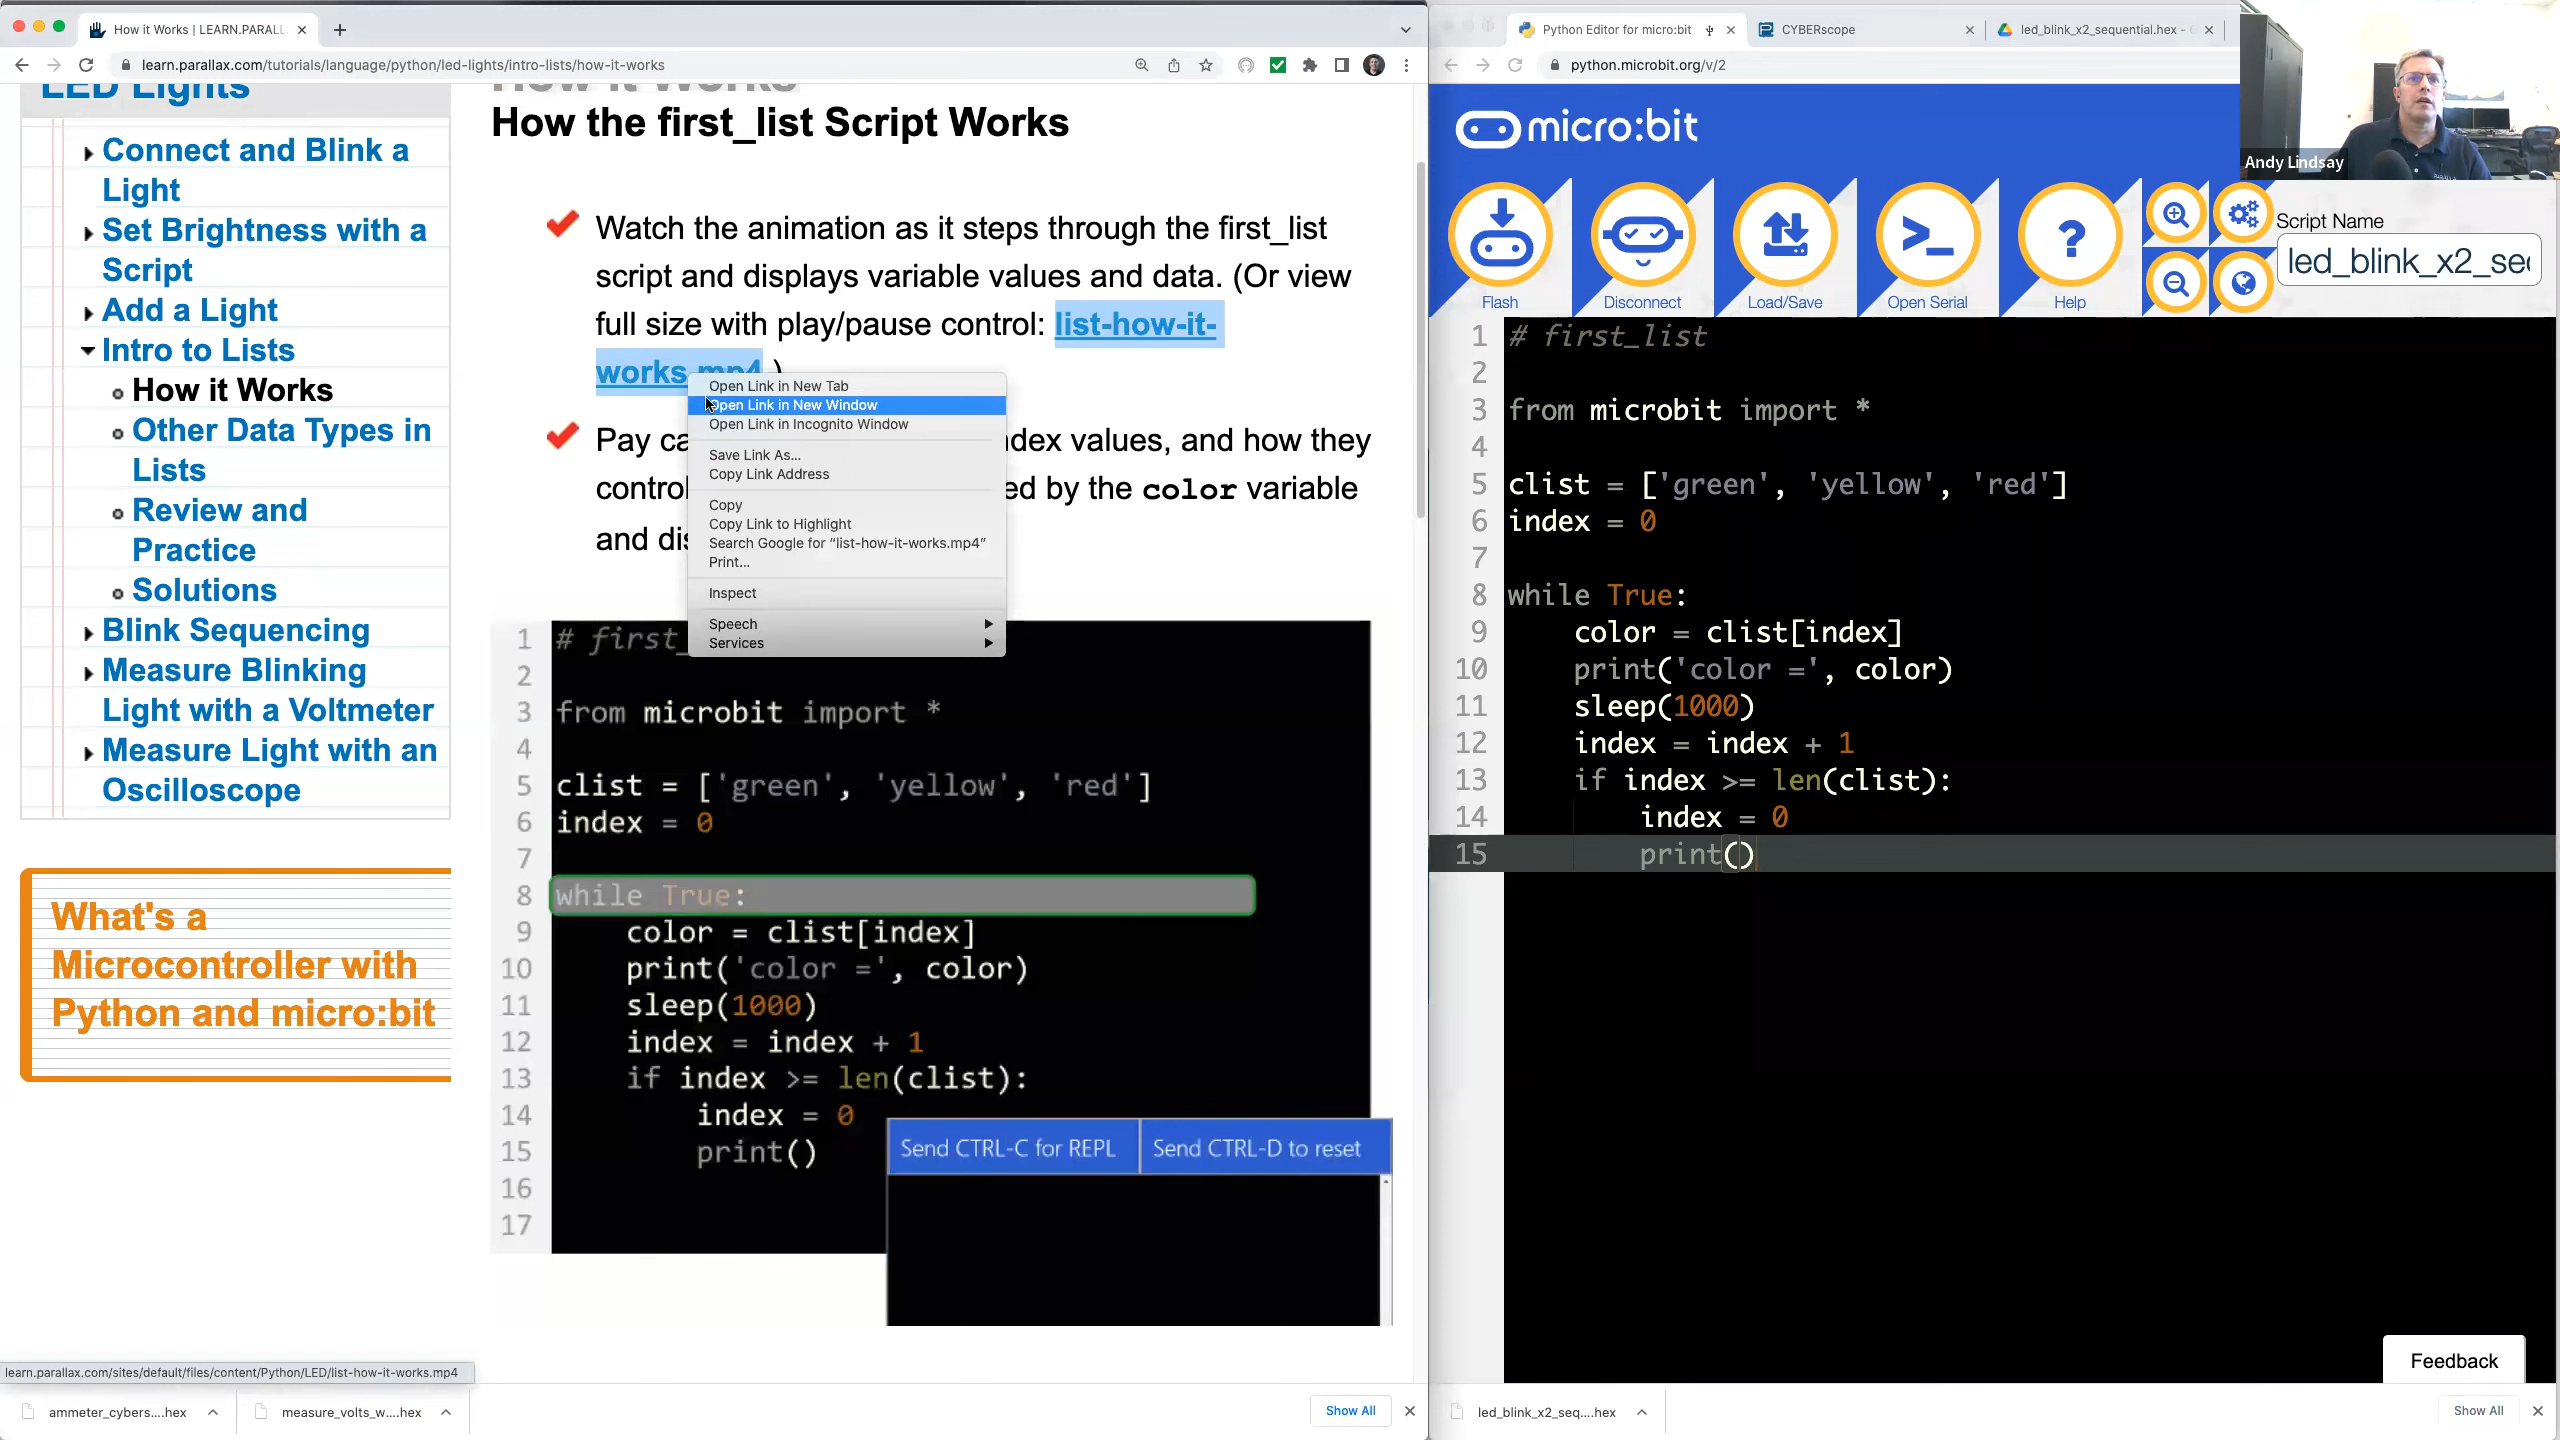 How it Works | LEARN.PARALL
learn.parallax.com/tutorials/language/python/led-lights/intro-lists/how-it-works
LED Lights
Connect and Blink a
Light
Set Brightness with a
Script
Add a Light
Intro to Lists
How it Works
Other Data Types in
Lists
Review and
Practice
Solutions
Blink Sequencing
Measure Blinking
Light with a Voltmeter
Measure Light with an
Oscilloscope
What's a
Microcontroller with
Python and micro:bit
How it Works
How the first_list Script Works
Watch the animation as it steps through the first_list
script and displays variable values and data. (Or view
full size with play/pause control: list-how-it-
works.mp4 )
Pay ca ndex values, and how they
control ed by the color variable
and dis
Open Link in New Tab
Open Link in New Window
Open Link in Incognito Window
Save Link As...
Copy Link Address
Copy
Copy Link to Highlight
Search Google for “list-how-it-works.mp4”
Print...
Inspect
Speech
Services
1 # first_
2
3 from microbit import *
4
5 clist = ['green', 'yellow', 'red']
6 index = 0
7
8 while True:
9 color = clist[index]
10 print('color =', color)
11 sleep(1000)
12 index = index + 1
13 if index >= len(clist):
14 index = 0
15 print()
16
17
Send CTRL-C for REPL Send CTRL-D to reset
learn.parallax.com/sites/default/files/content/Python/LED/list-how-it-works.mp4
ammeter_cybers....hex measure_volts_w....hex Show All
Python Editor for micro:bit CYBERscope led_blink_x2_sequential.hex -
python.microbit.org/v/2
Andy Lindsay
micro:bit
Flash Disconnect Load/Save Open Serial Help
Script Name
led_blink_x2_se
1 # first_list
2
3 from microbit import *
4
5 clist = ['green', 'yellow', 'red']
6 index = 0
7
8 while True:
9 color = clist[index]
10 print('color =', color)
11 sleep(1000)
12 index = index + 1
13 if index >= len(clist):
14 index = 0
15 print()
Feedback
led_blink_x2_seq....hex Show All